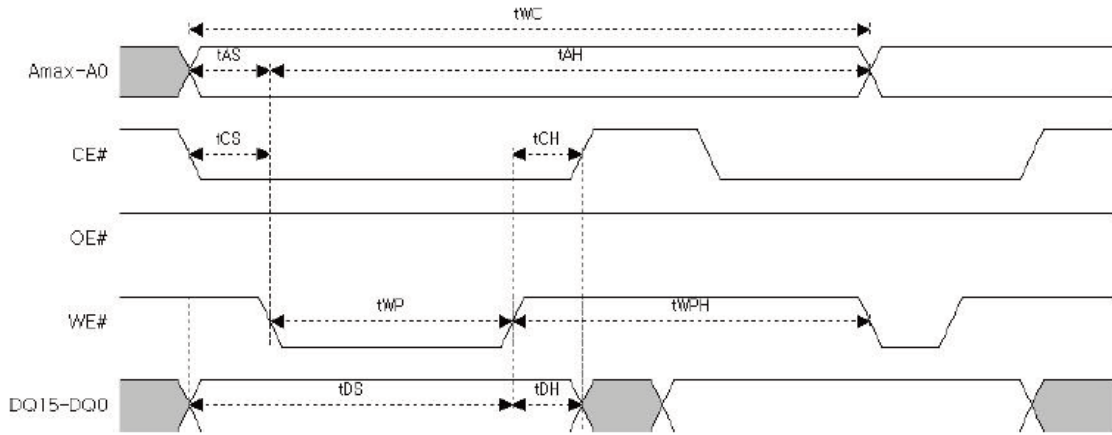 tWC
Amax-A0 tAS tAH
CE# tCS tCH
OE#
WE# tWP tWPH
DQ15-DQ0 tDS tDH